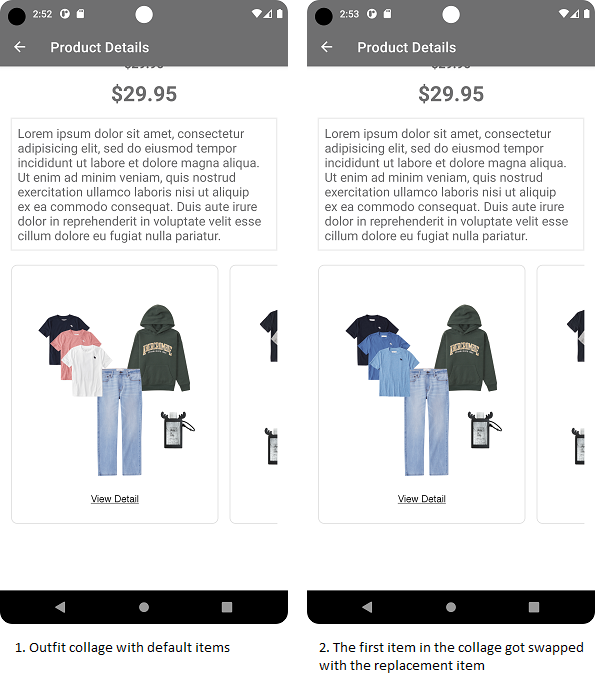 2:52
Product Details
$29.95
$29.95
Lorem ipsum dolor sit amet, consectetur
adipisicing elit, sed do eiusmod tempor
incididunt ut labore et dolore magna aliqua.
Ut enim ad minim veniam, quis nostrud
exercitation ullamco laboris nisi ut aliquip
ex ea commodo consequat. Duis aute irure
dolor in reprehenderit in voluptate velit esse
cillum dolore eu fugiat nulla pariatur.
ABERCROMBIE
View Detail
1. Outfit collage with default items
2:53
Product Details
$29.95
$29.95
Lorem ipsum dolor sit amet, consectetur
adipisicing elit, sed do eiusmod tempor
incididunt ut labore et dolore magna aliqua.
Ut enim ad minim veniam, quis nostrud
exercitation ullamco laboris nisi ut aliquip
ex ea commodo consequat. Duis aute irure
dolor in reprehenderit in voluptate velit esse
cillum dolore eu fugiat nulla pariatur.
ABERCROMBIE
View Detail
2. The first item in the collage got swapped
with the replacement item